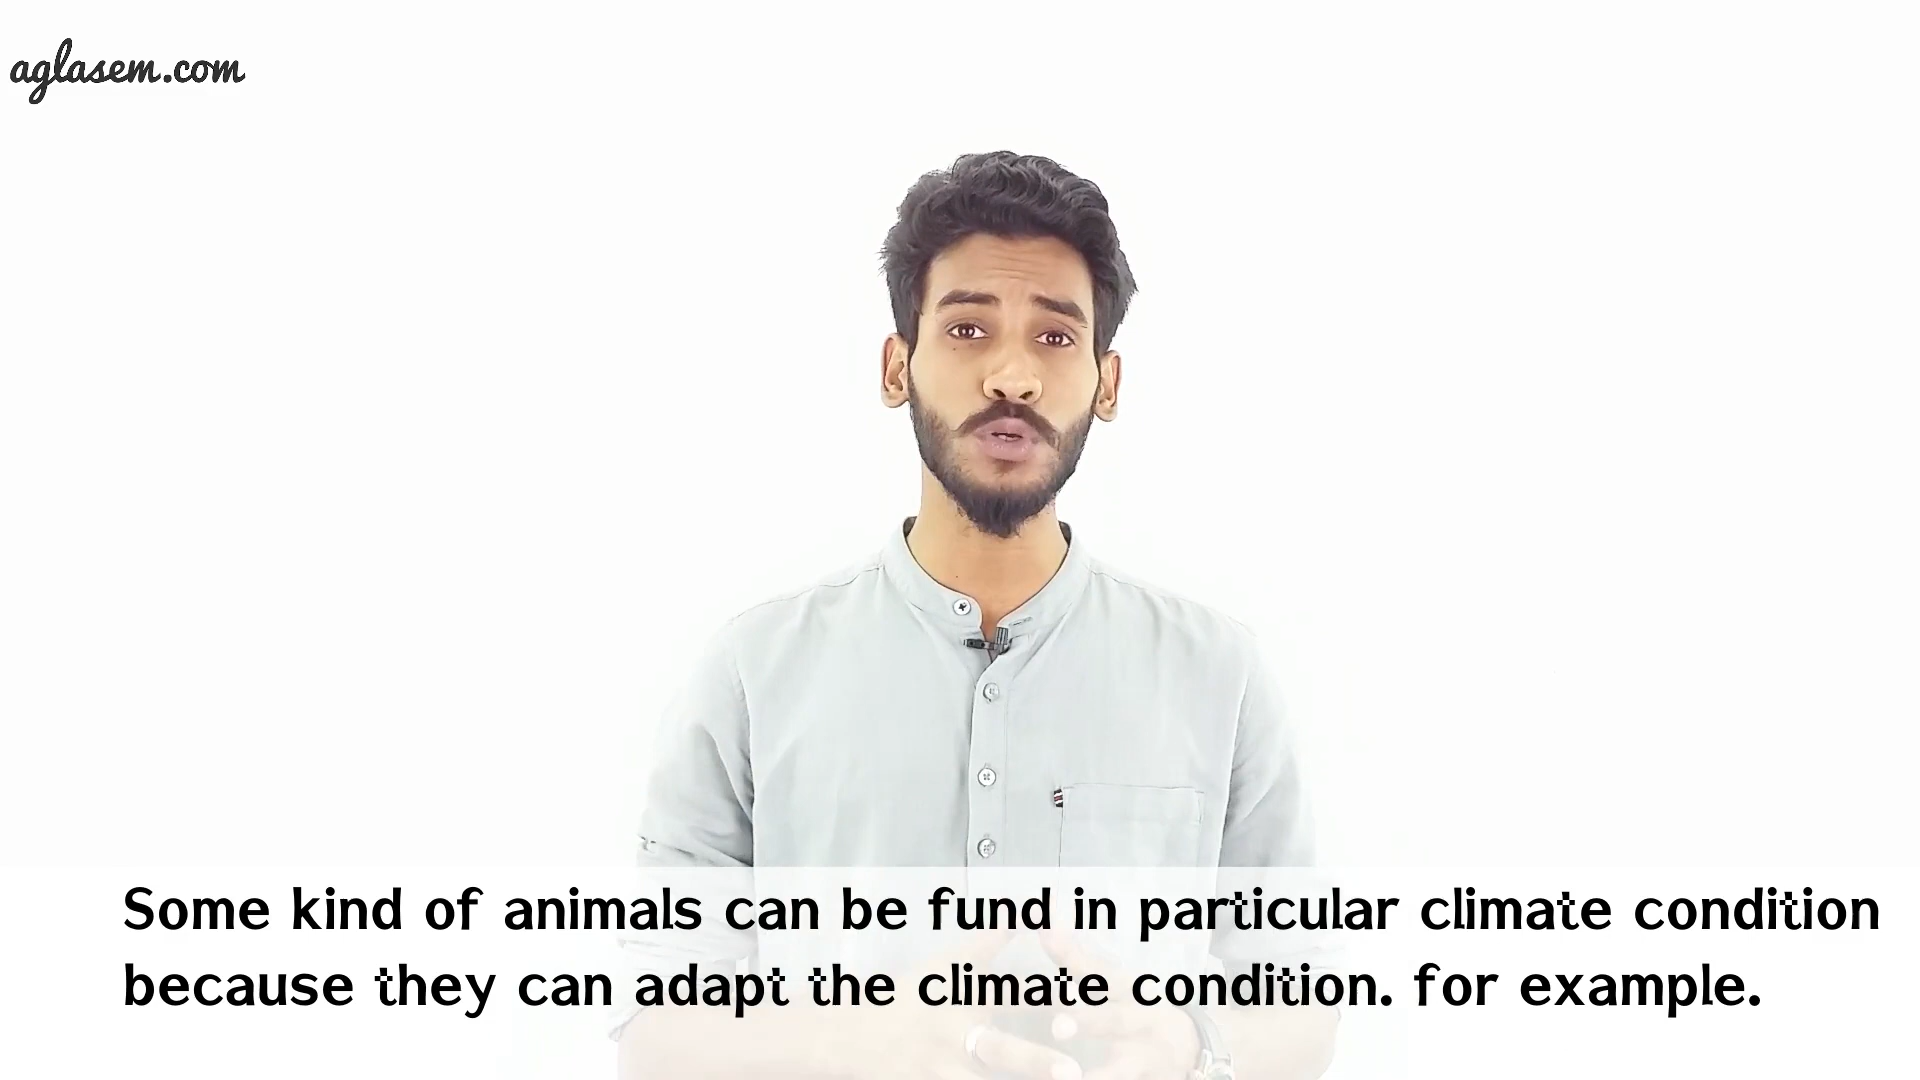 aglasem.com
Some kind of animals can be fund in particular climate condition
because they can adapt the climate condition. for example.